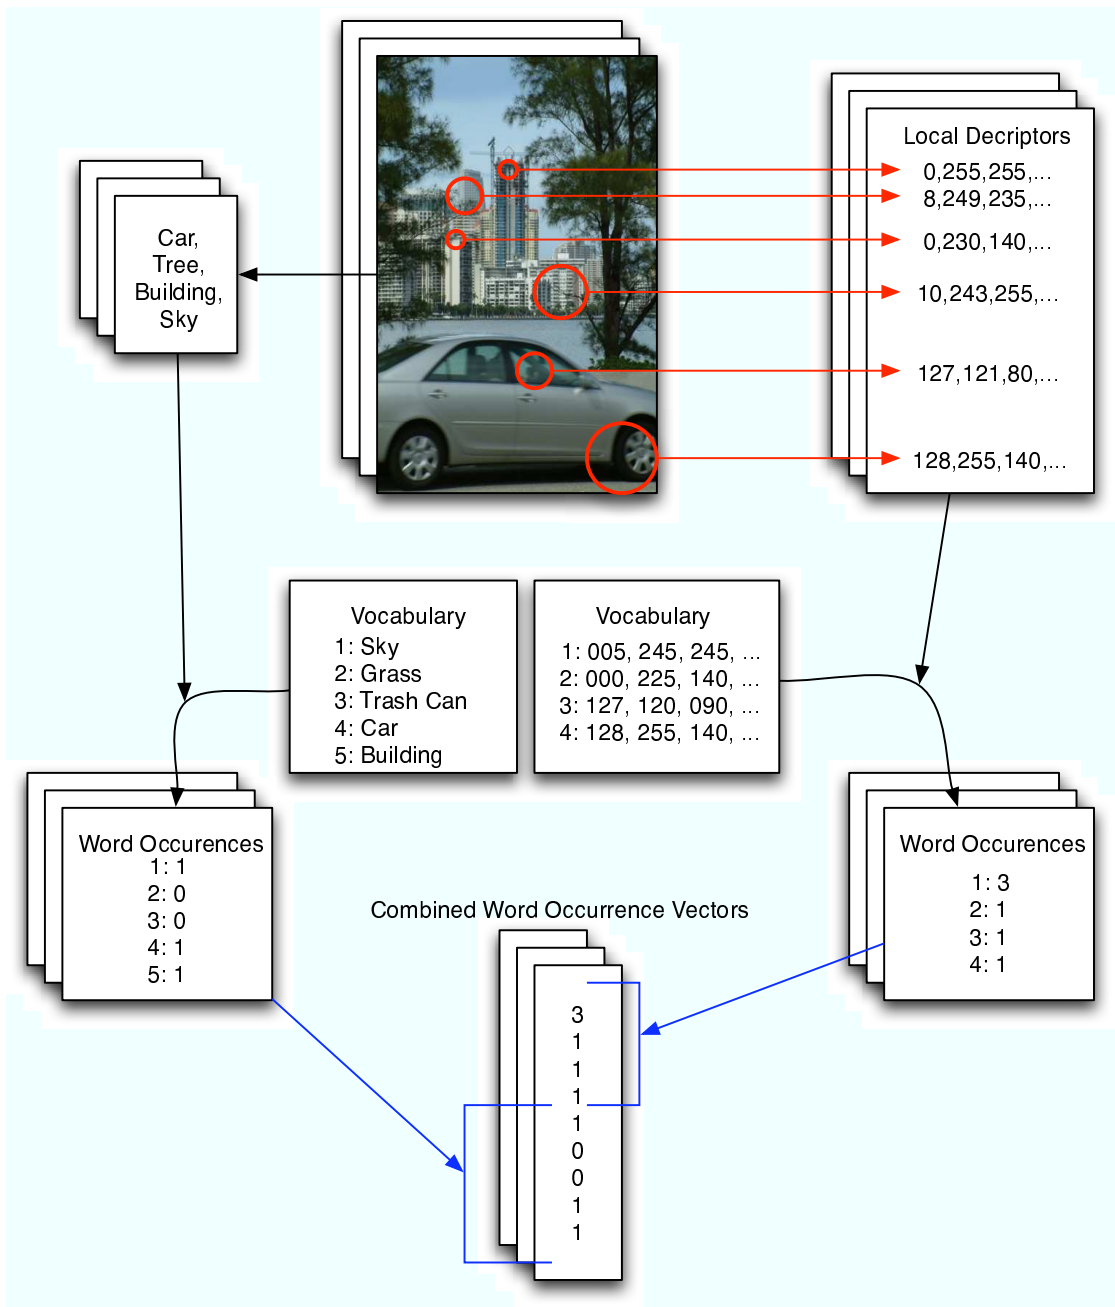 Local Decriptors
0,255,255,...
8,249,235,...
0,230,140,...
10,243,255,...
127,121,80,...
128,255,140,...
Car,
Tree,
Building,
Sky
Vocabulary
1: Sky
2: Grass
3: Trash Can
4: Car
5: Building
Vocabulary
1: 005, 245, 245, ...
2: 000, 225, 140, ...
3: 127, 120, 090, ...
4: 128, 255, 140, ...
Word Occurences
1: 1
2: 0
3: 0
4: 1
5: 1
Word Occurences
1: 3
2: 1
3: 1
4: 1
Combined Word Occurrence Vectors
3
1
1
1
1
0
0
1
1